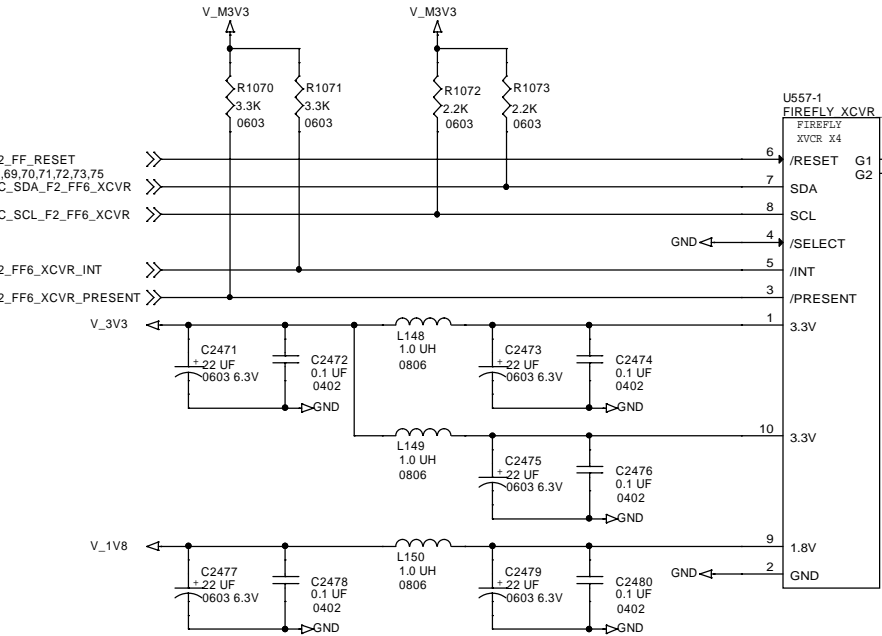 V_M3V3
V_M3V3
R1070
3.3K
0603
R1071
3.3K
0603
R1072
2.2K
0603
R1073
2.2K
0603
U557-1
FIREFLY_XCVR
FIREFLY
XVCR X4
2_FF_RESET
,69,70,71,72,73,75
C_SDA_F2_FF6_XCVR
C_SCL_F2_FF6_XCVR
2_FF6_XCVR_INT
2_FF6_XCVR_PRESENT
6 /RESET G1
G2
7 SDA
8 SCL
GND 4 /SELECT
5 /INT
3 /PRESENT
V_3V3
1 3.3V
L148
1.0 UH
0806
C2471
+ 22 UF
0603 6.3V
C2472
0.1 UF
0402
GND
C2473
+ 22 UF
0603 6.3V
C2474
0.1 UF
0402
GND
10 3.3V
L149
1.0 UH
0806
C2475
+ 22 UF
0603 6.3V
C2476
0.1 UF
0402
GND
V_1V8
9 1.8V
L150
1.0 UH
0806
GND 2 GND
C2477
+ 22 UF
0603 6.3V
C2478
0.1 UF
0402
GND
C2479
+ 22 UF
0603 6.3V
C2480
0.1 UF
0402
GND